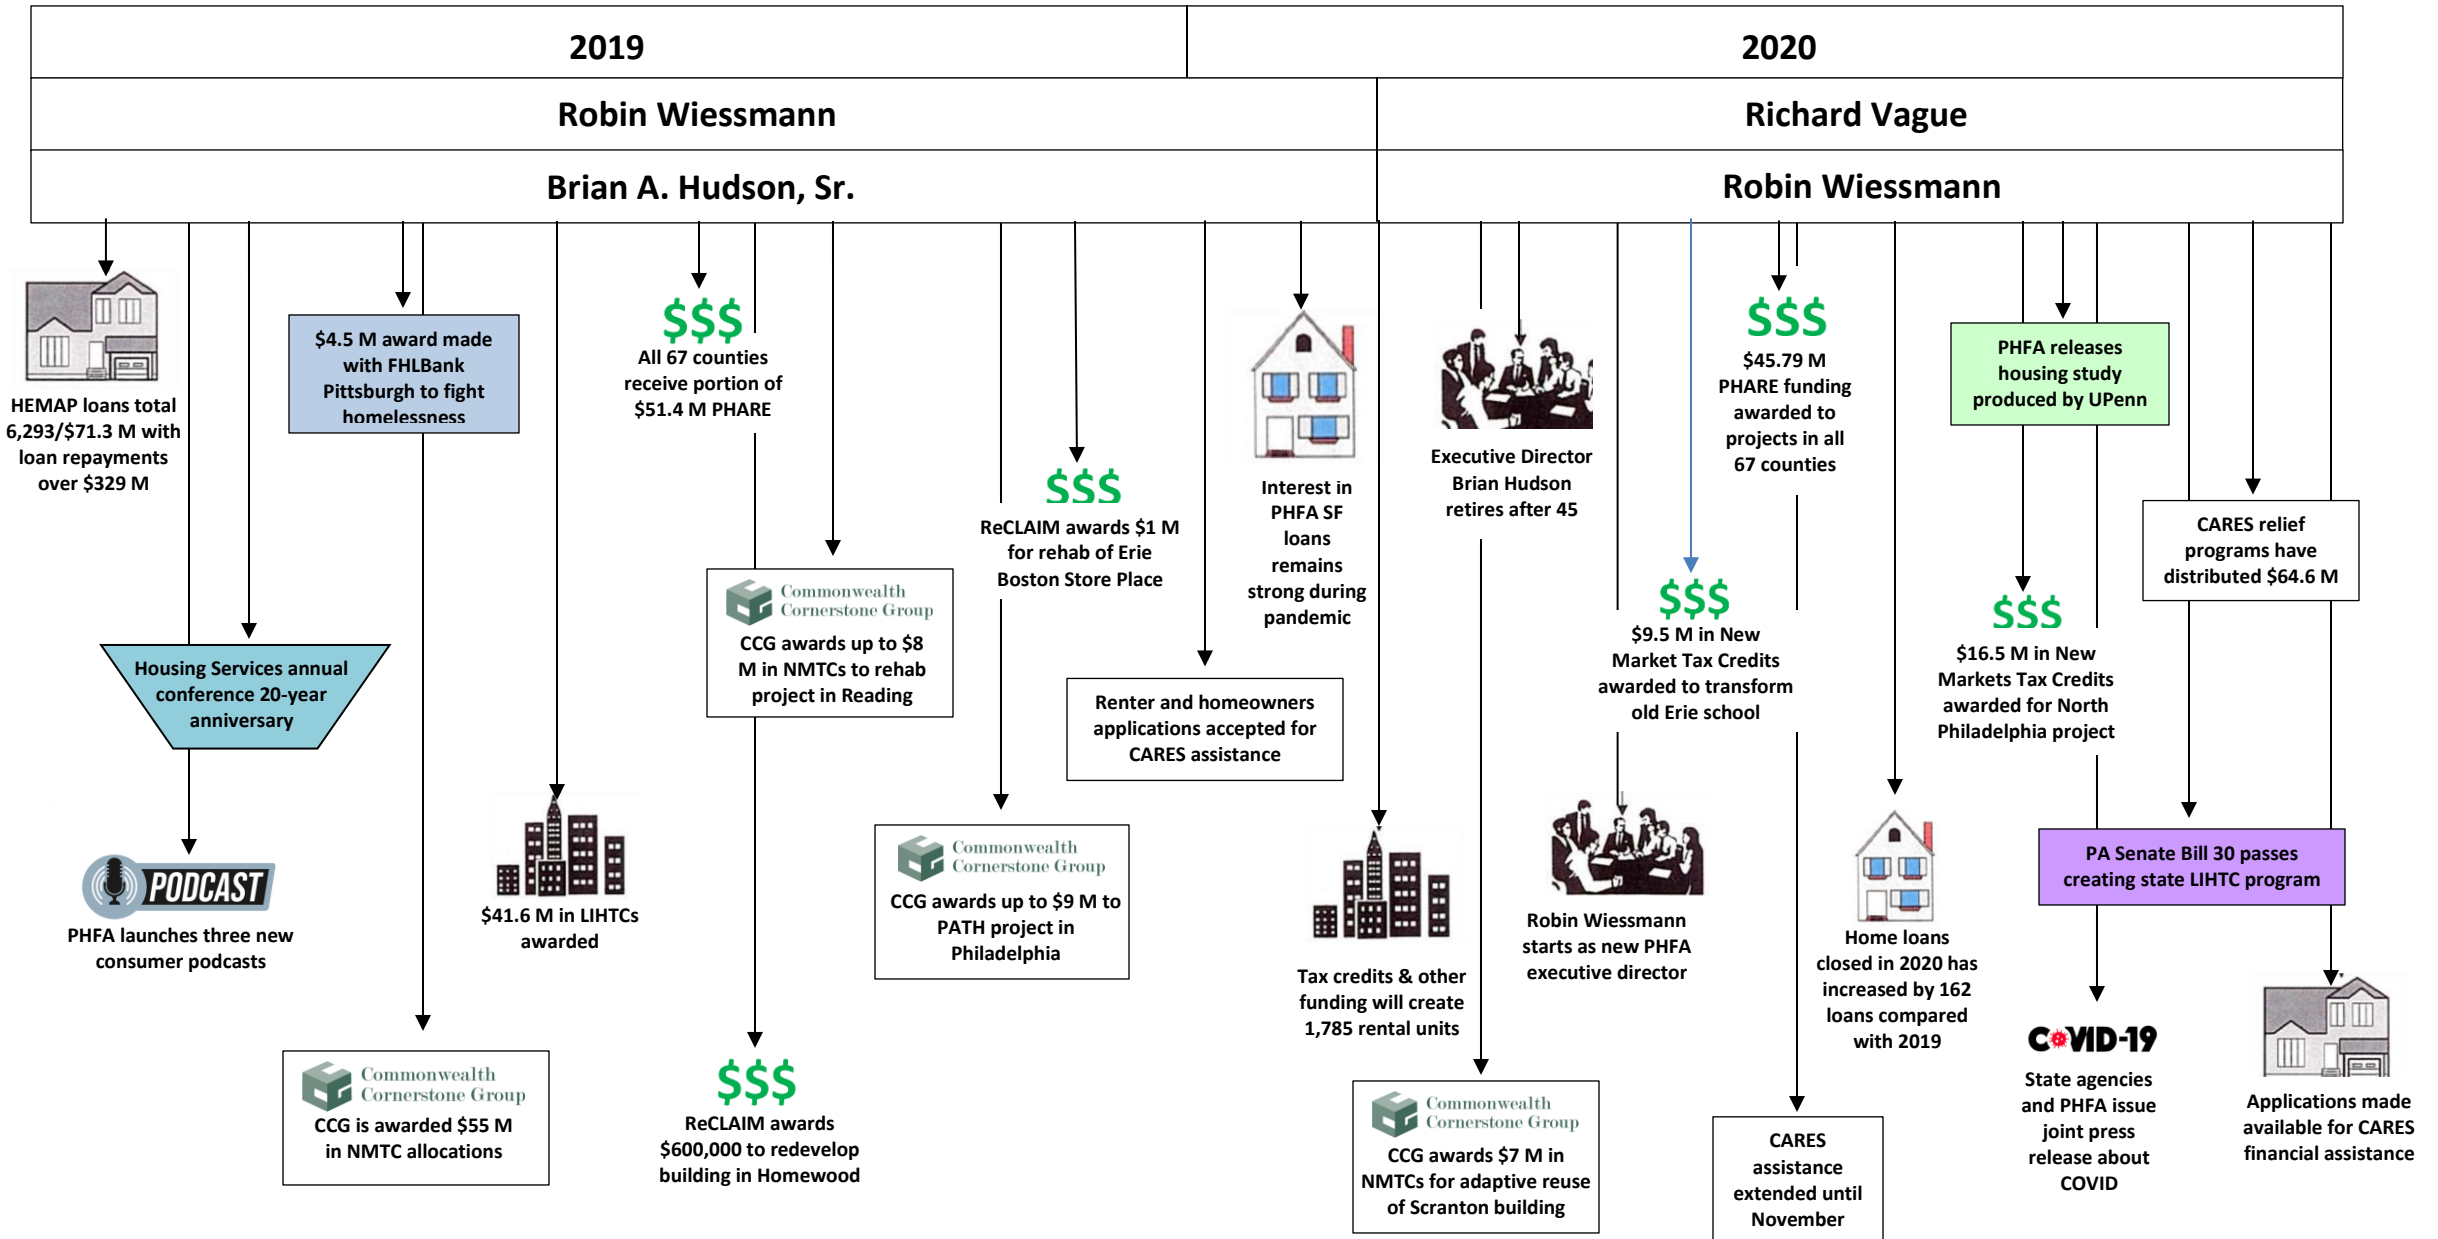 2019
2020
Robin Wiessmann
Richard Vague
Brian A. Hudson, Sr.
Robin Wiessmann
HEMAP loans total
6,293/$71.3 M with
loan repayments
over $329 M
Housing Services annual
conference 20-year
anniversary
PODCAST
PHFA launches three new
consumer podcasts
$4.5 M award made
with FHLBank
Pittsburgh to fight
homelessness
Commonwealth
Cornerstone Group
CCG is awarded $55 M
in NMTC allocations
$41.6 M in LIHTCs
awarded
$$$
All 67 counties
receive portion of
$51.4 M PHARE
Commonwealth
Cornerstone Group
CCG awards up to $8
M in NMTCs to rehab
project in Reading
$$$
ReCLAIM awards
$600,000 to redevelop
building in Homewood
$$$
ReCLAIM awards $1 M
for rehab of Erie
Boston Store Place
Commonwealth
Cornerstone Group
CCG awards up to $9 M to
PATH project in
Philadelphia
Renter and homeowners
applications accepted for
CARES assistance
Interest in
PHFA SF
loans
remains
strong during
pandemic
Tax credits & other
funding will create
1,785 rental units
Executive Director
Brian Hudson
retires after 45
Commonwealth
Cornerstone Group
CCG awards $7 M in
NMTCs for adaptive reuse
of Scranton building
$$$
$9.5 M in New
Market Tax Credits
awarded to transform
old Erie school
Robin Wiessmann
starts as new PHFA
executive director
$$$
$45.79 M
PHARE funding
awarded to
projects in all
67 counties
CARES
assistance
extended until
November
Home loans
closed in 2020 has
increased by 162
loans compared
with 2019
PHFA releases
housing study
produced by UPenn
$$$
$16.5 M in New
Markets Tax Credits
awarded for North
Philadelphia project
COVID-19
State agencies
and PHFA issue
joint press
release about
COVID
CARES relief
programs have
distributed $64.6 M
PA Senate Bill 30 passes
creating state LIHTC program
Applications made
available for CARES
financial assistance